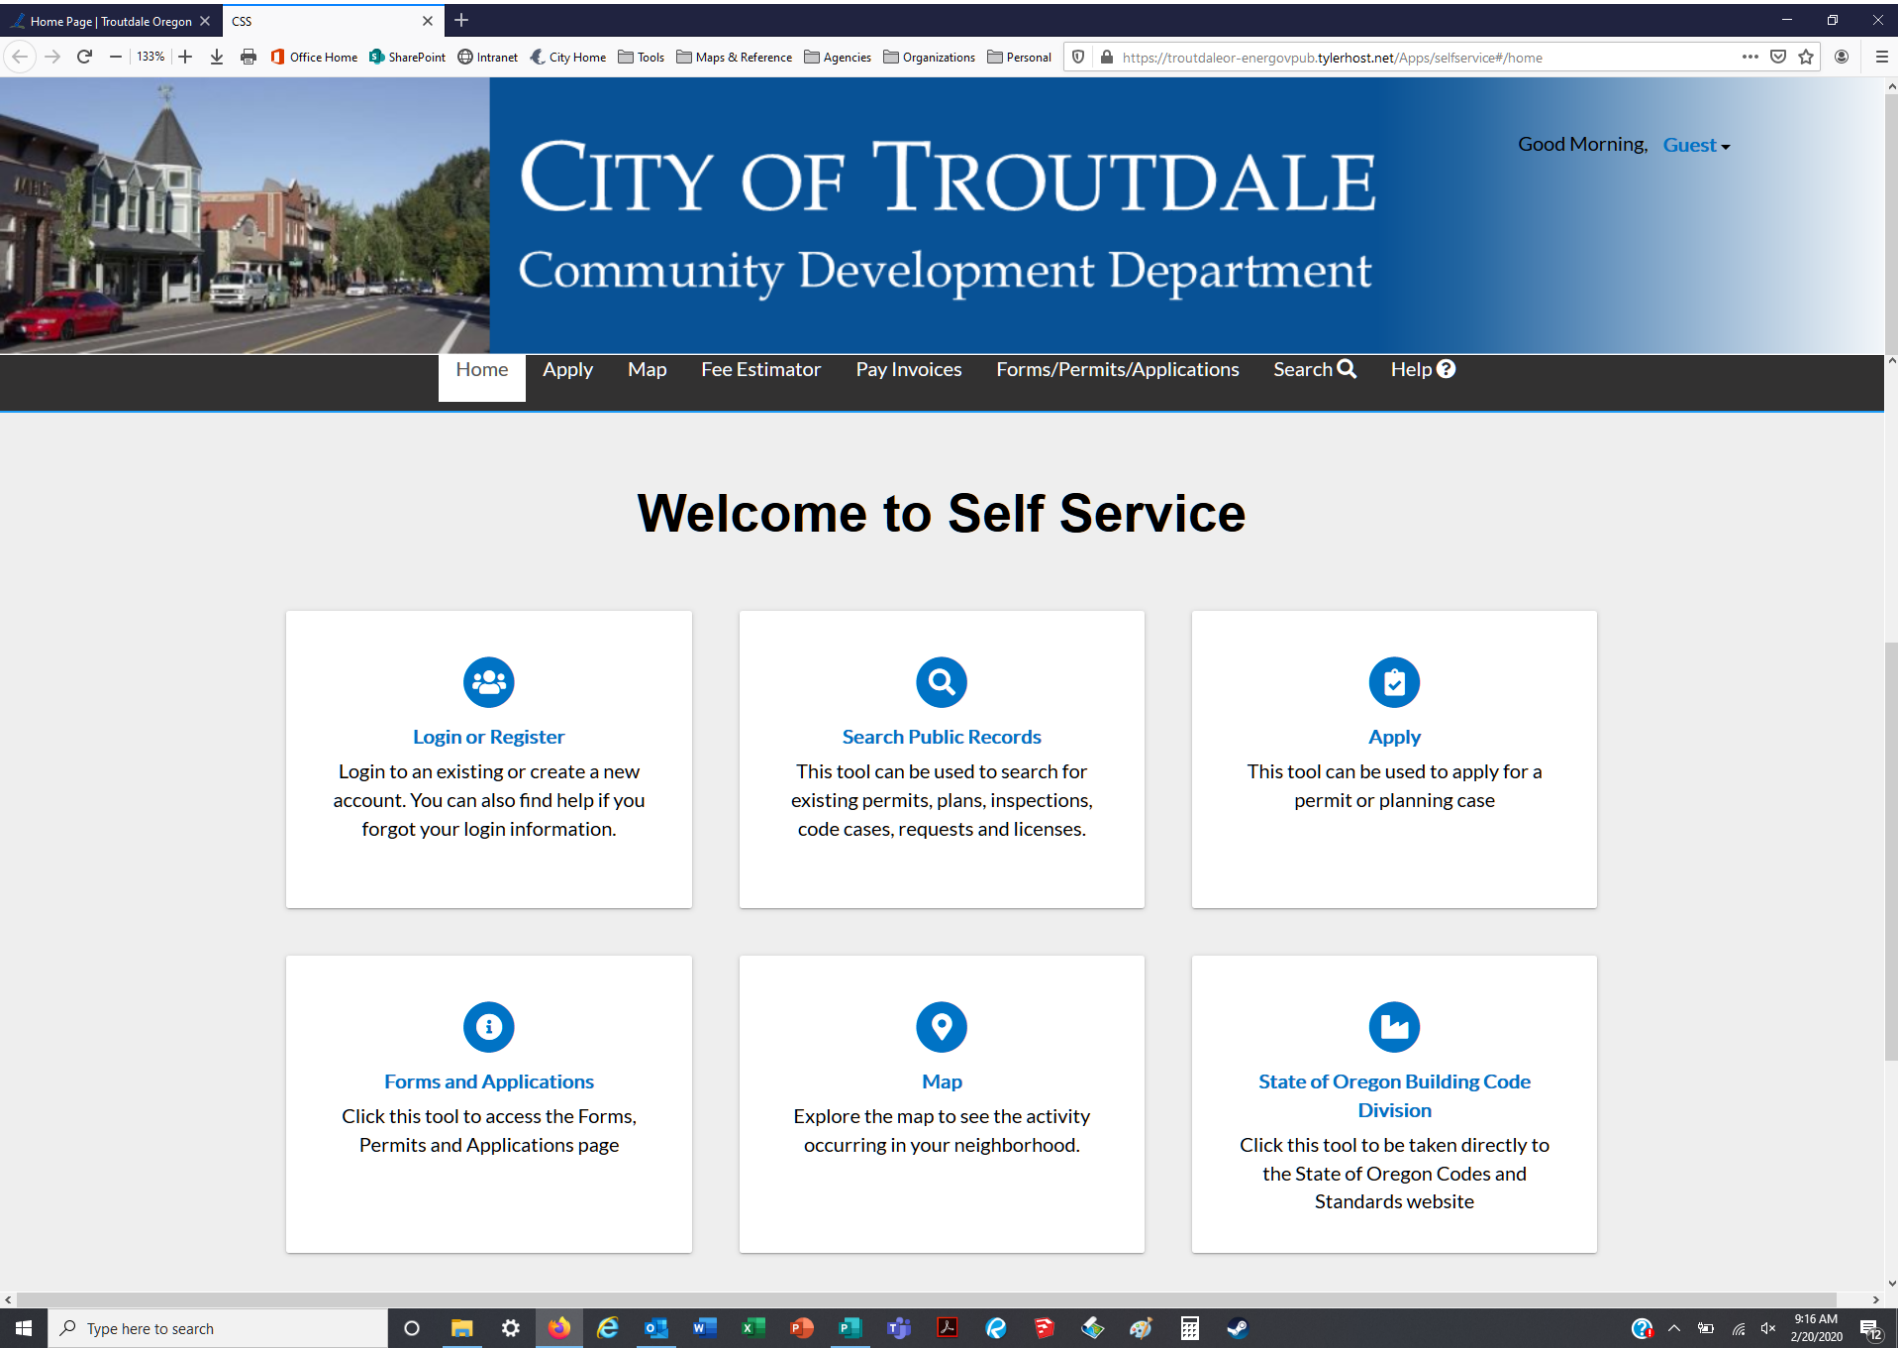 Home Page | Troutdale Oregon
CSS
133%
Office Home
SharePoint
Intranet
City Home
Tools
Maps & Reference
Agencies
Organizations
Personal
https://troutdaleor-energovpub.tylerhost.net/Apps/selfservice#/home
CITY OF TROUTDALE
Community Development Department
Good Morning, Guest
Home
Apply
Map
Fee Estimator
Pay Invoices
Forms/Permits/Applications
Search
Help
Welcome to Self Service
Login or Register
Login to an existing or create a new
account. You can also find help if you
forgot your login information.
Search Public Records
This tool can be used to search for
existing permits, plans, inspections,
code cases, requests and licenses.
Apply
This tool can be used to apply for a
permit or planning case
Forms and Applications
Click this tool to access the Forms,
Permits and Applications page
Map
Explore the map to see the activity
occurring in your neighborhood.
State of Oregon Building Code
Division
Click this tool to be taken directly to
the State of Oregon Codes and
Standards website
Type here to search
9:16 AM
2/20/2020
12